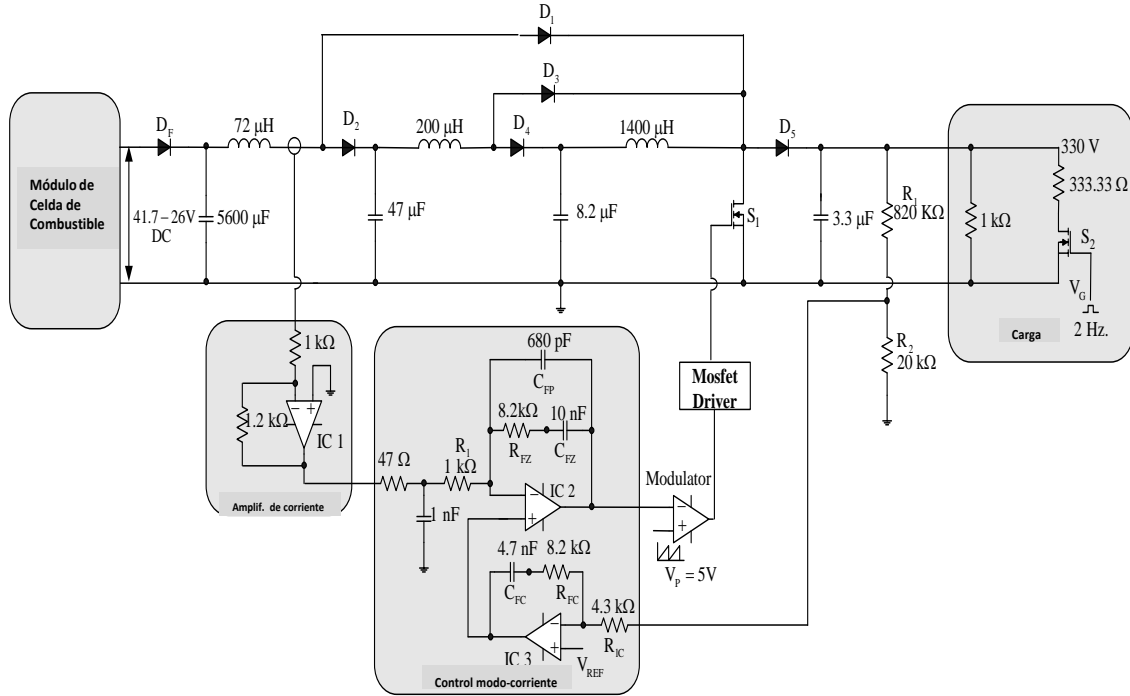 D1
D3
Módulo de
Celda de
Combustible
DF
72 μH
D2
200 μH
D4
1400 μH
D5
330 V
41.7 – 26V
DC
5600 μF
47 μF
8.2 μF
S1
3.3 μF
R1
820 KΩ
1 kΩ
333.33 Ω
S2
VG
2 Hz.
Carga
R2
20 kΩ
1 kΩ
1.2 kΩ
IC 1
Amplif. de corriente
680 pF
CFP
8.2kΩ
10 nF
RFZ
CFZ
47 Ω
R1
1 kΩ
1 nF
IC 2
Mosfet
Driver
Modulator
VP = 5V
4.7 nF
8.2 kΩ
CFC
RFC
4.3 kΩ
RIC
IC 3
VREF
Control modo-corriente